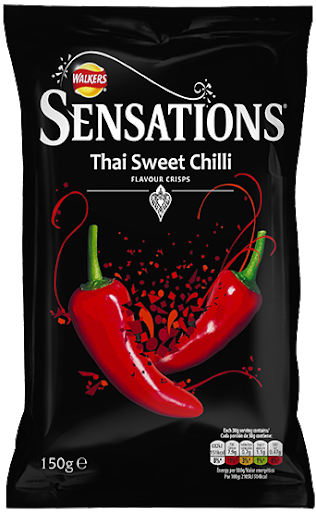 WALKERS
SENSATIONS
Thai Sweet Chilli
FLAVOUR CRISPS
150g e
Each 30g serving contains/
Cada porción de 30g contiene: